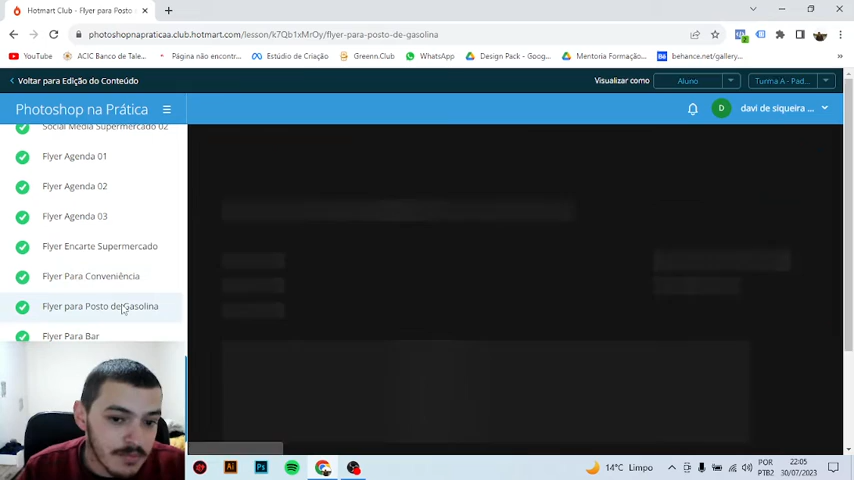 Hotmart Club - Flyer para Posto
photoshopnapraticaa.club.hotmart.com/lesson/k7Qb1xMrOy/flyer-para-posto-de-gasolina
YouTube ACIC Banco de Tale... Página não encontr... Estúdio de Criação Greenn.Club WhatsApp Design Pack - Goog... Mentoria Formação... behance.net/gallery...
Voltar para Edição do Conteúdo Visualizar como Aluno Turma A - Pad...
Photoshop na Prática davi de siqueira ...
D
Social Media Supermercado 02
Flyer Agenda 01
Flyer Agenda 02
Flyer Agenda 03
Flyer Encarte Supermercado
Flyer Para Conveniência
Flyer para Posto de Gasolina
Flyer Para Bar
14°C Limpo POR 22:05
PTB2 30/07/2023